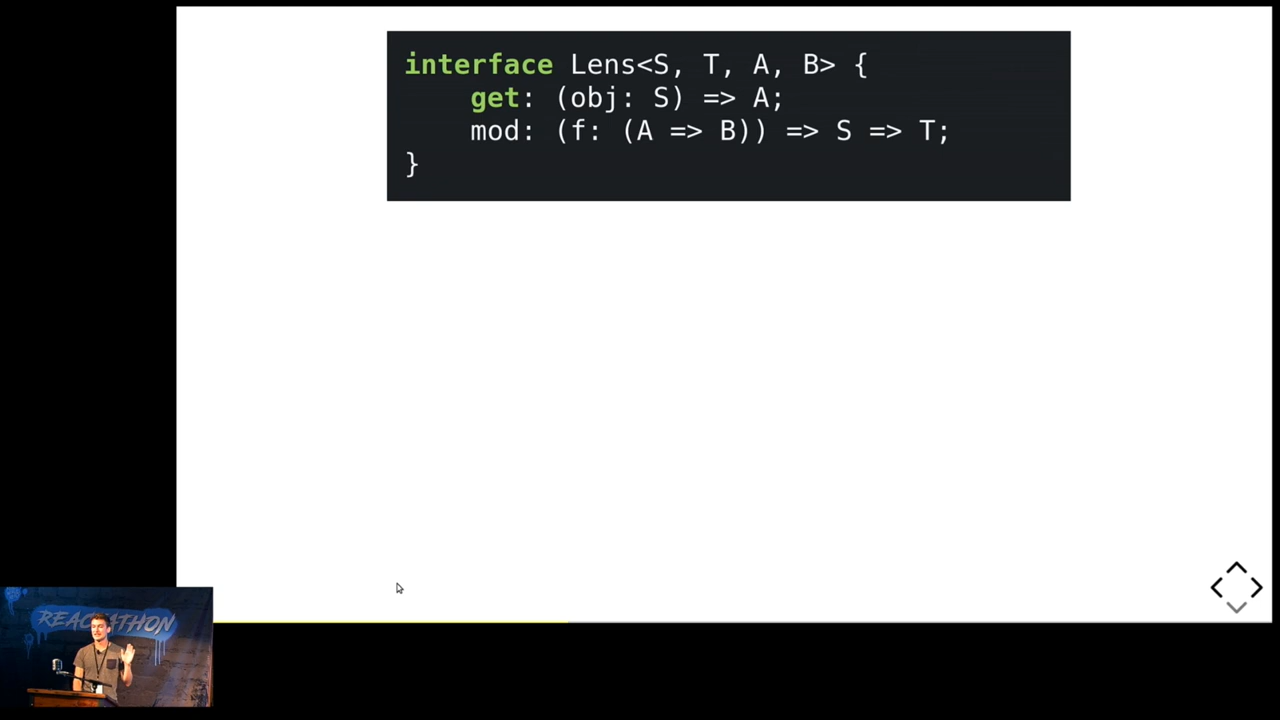 interface Lens<S, T, A, B> {
    get: (obj: S) => A;
    mod: (f: (A => B)) => S => T;
}
REACTATHON